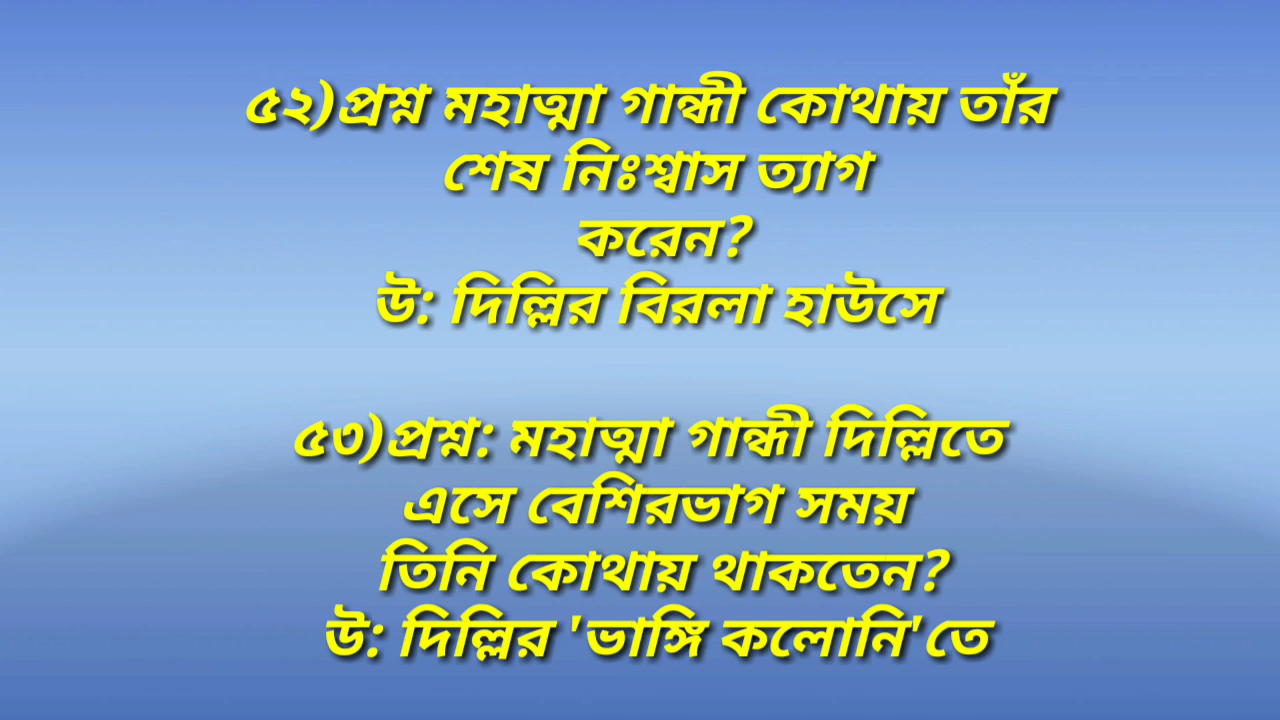 ৫২)প্রশ্ন মহাত্মা গান্ধী কোথায় তাঁর
শেষ নিঃশ্বাস ত্যাগ
করেন?
উ: দিল্লির বিরলা হাউসে
৫৩)প্রশ্ন: মহাত্মা গান্ধী দিল্লিতে
এসে বেশিরভাগ সময়
তিনি কোথায় থাকতেন?
উ: দিল্লির 'ভাঙ্গি কলোনি'তে